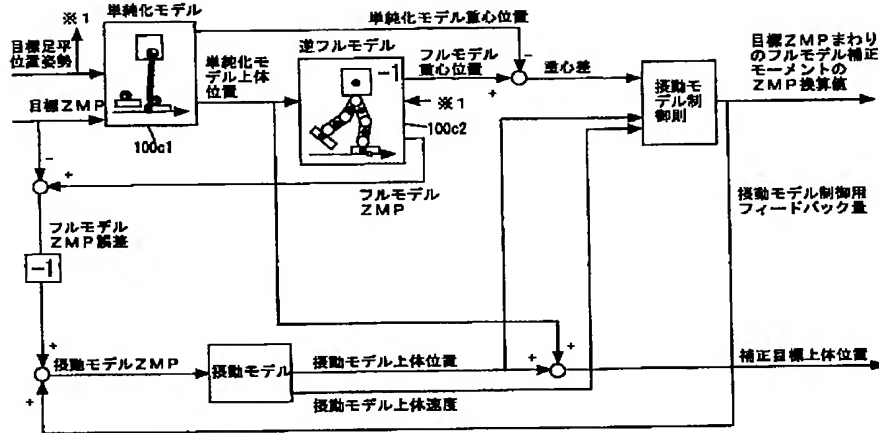 ※1
単純化モデル
単純化モデル重心位置
目標足平
位置姿勢
目標ZMP
100c1
単純化モ
デル上体
位置
逆フルモデル
-1
100c2
フルモデル
重心位置
※1
重心差
摂動モ
デル制
御則
目標ZMPまわり
のフルモデル補正
モーメントの
ZMP換算値
-
+
-
+
フルモデル
ZMP
摂動モデル制御用
フィードバック量
フルモデル
ZMP誤差
-1
+
+
摂動モデルZMP
摂動モデル
摂動モデル上体位置
摂動モデル上体速度
+
+
補正目標上体位置